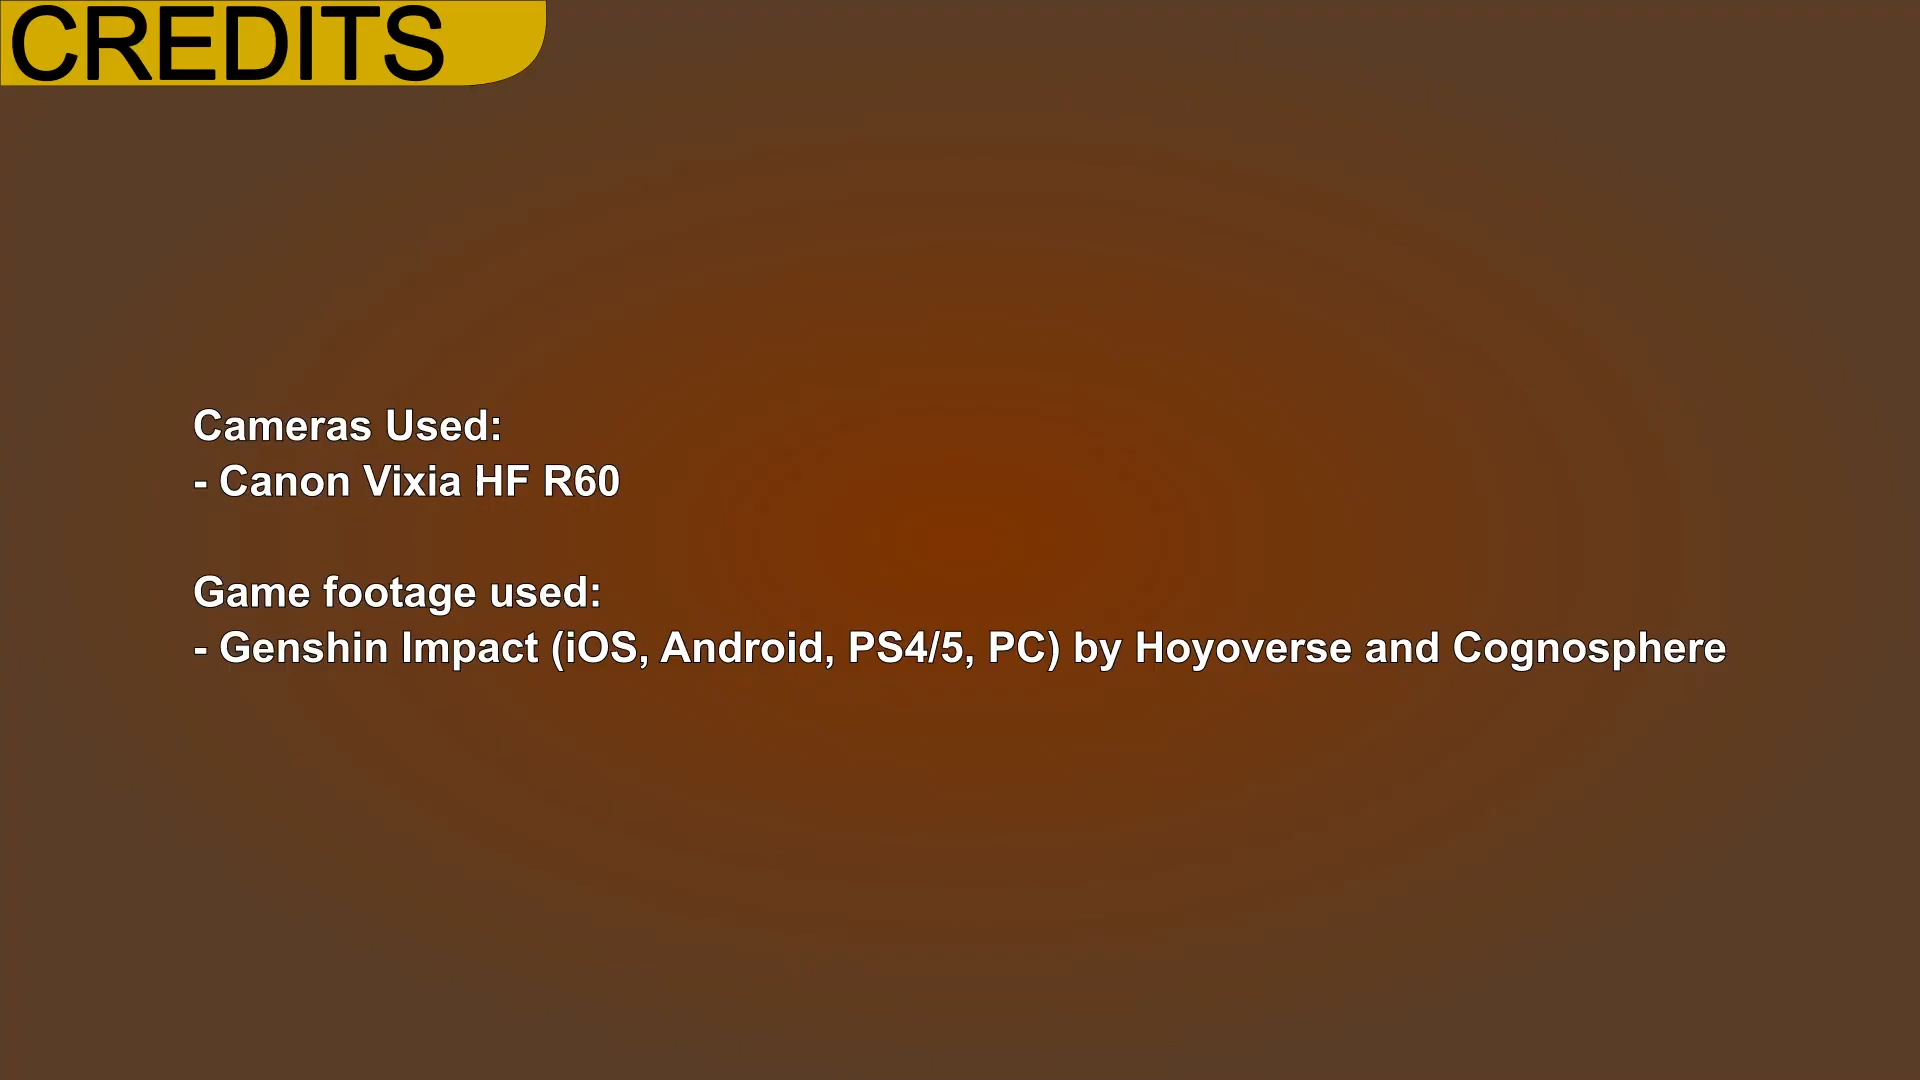 CREDITS
Cameras Used:
- Canon Vixia HF R60
Game footage used:
- Genshin Impact (iOS, Android, PS4/5, PC) by Hoyoverse and Cognosphere